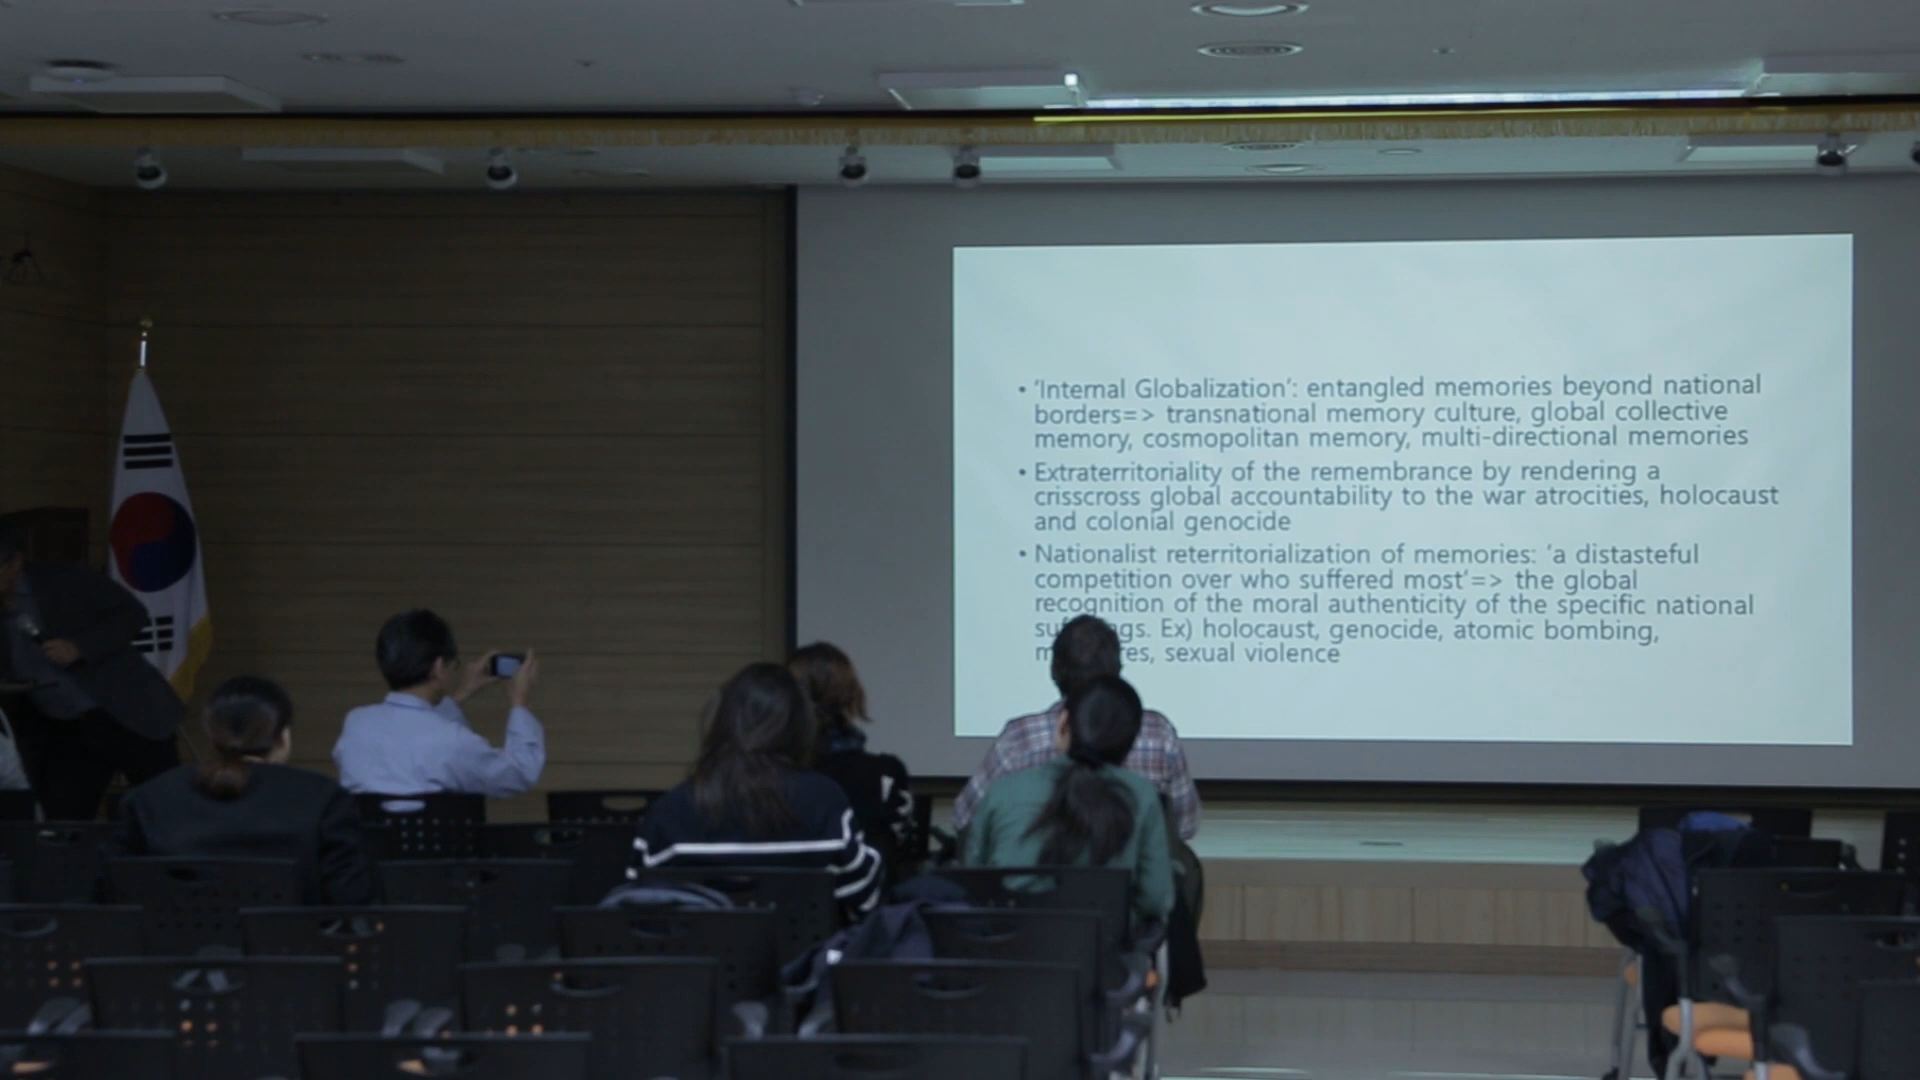 • 'Internal Globalization': entangled memories beyond national
borders=> transnational memory culture, global collective
memory, cosmopolitan memory, multi-directional memories
• Extraterritoriality of the remembrance by rendering a
crisscross global accountability to the war atrocities, holocaust
and colonial genocide
• Nationalist reterritorialization of memories: 'a distasteful
competition over who suffered most'=> the global
recognition of the moral authenticity of the specific national
Ex) holocaust, genocide, atomic bombing,
sexual violence